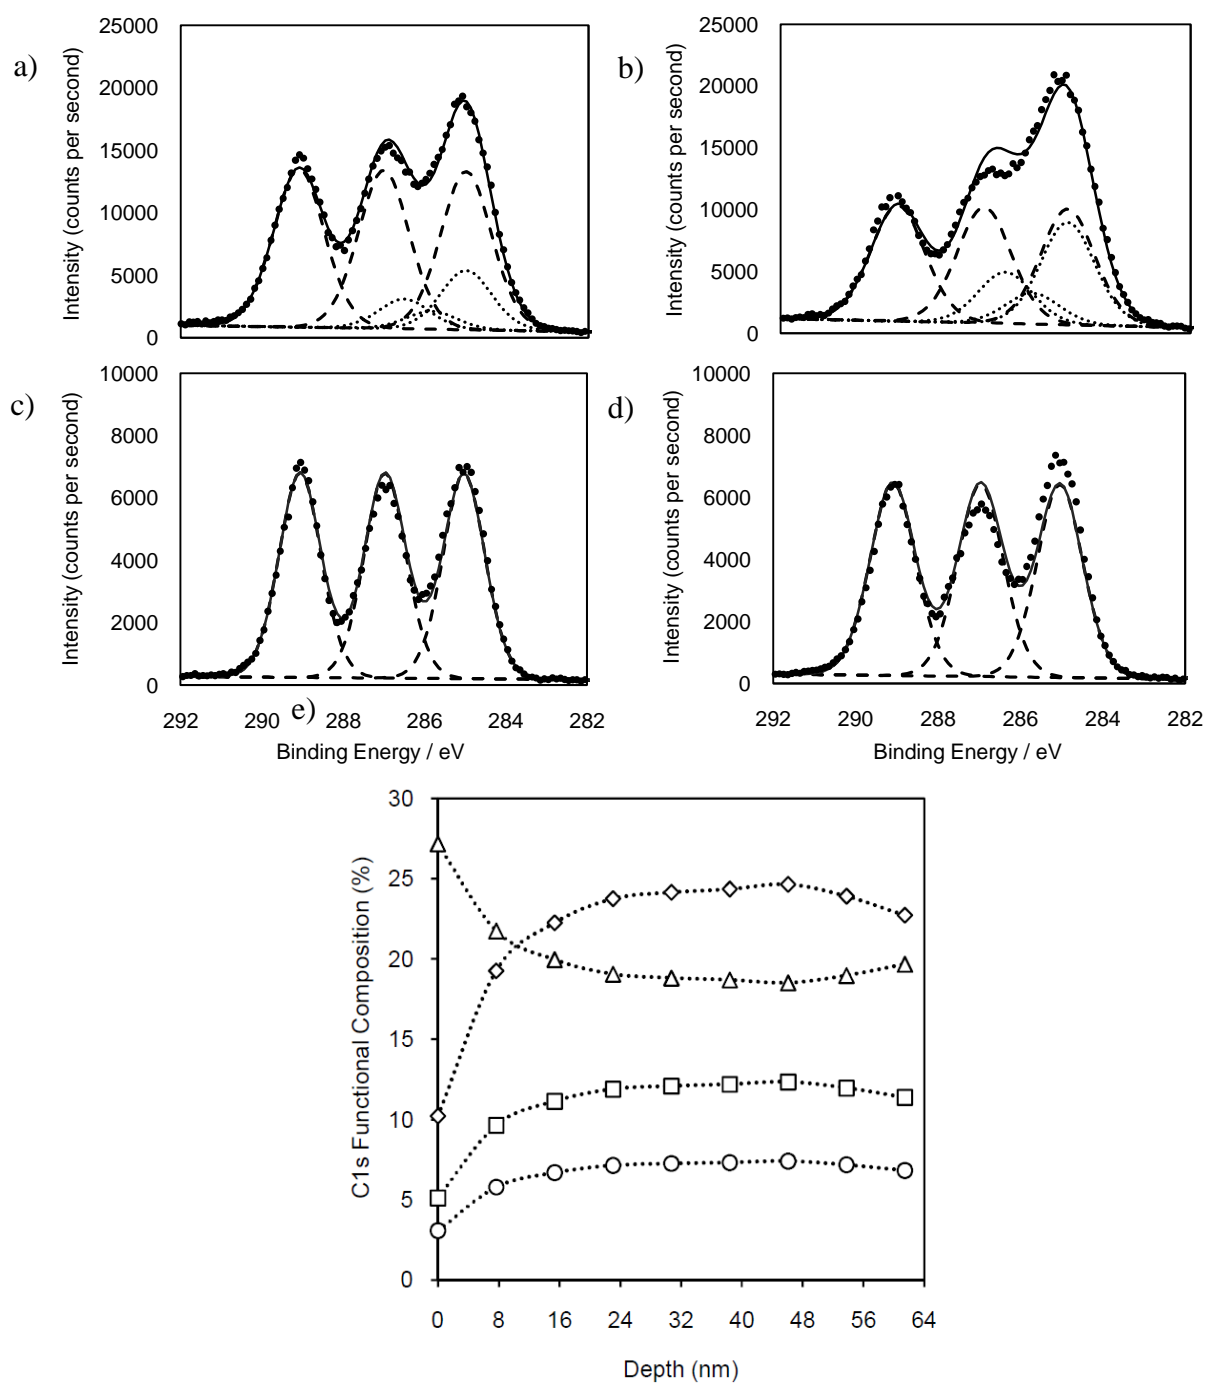 a)
Intensity (counts per second)
25000
20000
15000
10000
5000
0
b)
Intensity (counts per second)
25000
20000
15000
10000
5000
0
c)
Intensity (counts per second)
10000
8000
6000
4000
2000
0
292 290 288 286 284 282
Binding Energy / eV
d)
Intensity (counts per second)
10000
8000
6000
4000
2000
0
292 290 288 286 284 282
Binding Energy / eV
e)
C1s Functional Composition (%)
30
25
20
15
10
5
0
0 8 16 24 32 40 48 56 64
Depth (nm)